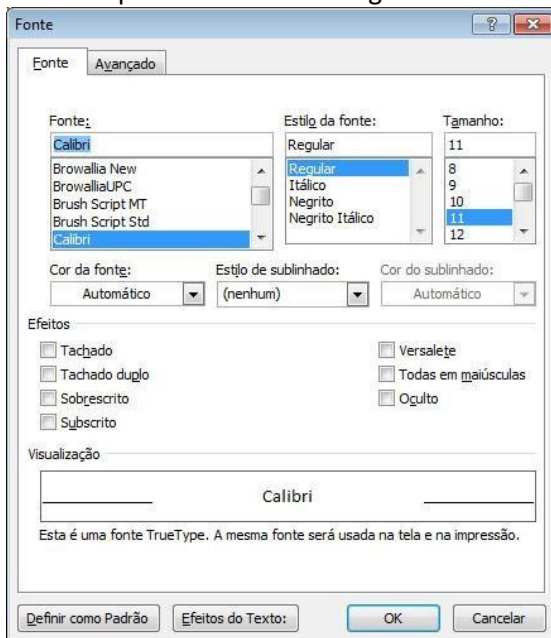 Fonte
Fonte
Avançado
Fonte: Estilo da fonte: Tamanho:
Calibri Regular 11
Browallia New Regular 8
BrowalliaUPC Itálico 9
Brush Script MT Negrito 10
Brush Script Std Negrito Itálico 11
Calibri 12
Cor da fonte: Estilo de sublinhado: Cor do sublinhado:
Automático (nenhum) Automático
Efeitos
Tachado Versalete
Tachado duplo Todas em maiúsculas
Sobrescrito Oculto
Subscrito
Visualização
Calibri
Esta é uma fonte TrueType. A mesma fonte será usada na tela e na impressão.
Definir como Padrão Efeitos do Texto: OK Cancelar